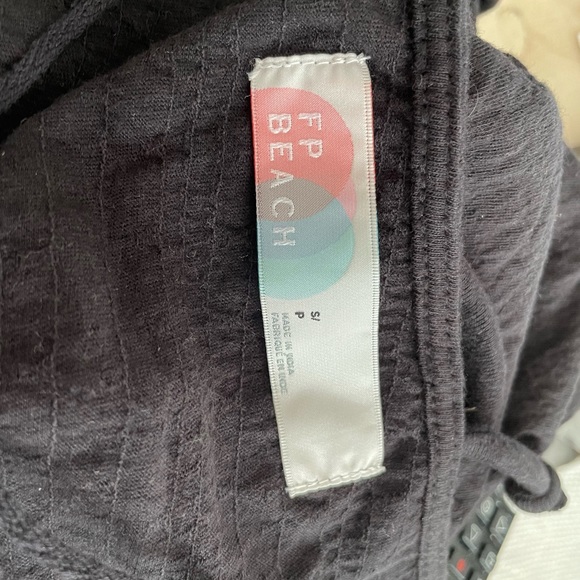 FP
BEACH
S/
P
MADE IN INDIA
FABRIQUÉ EN INDE